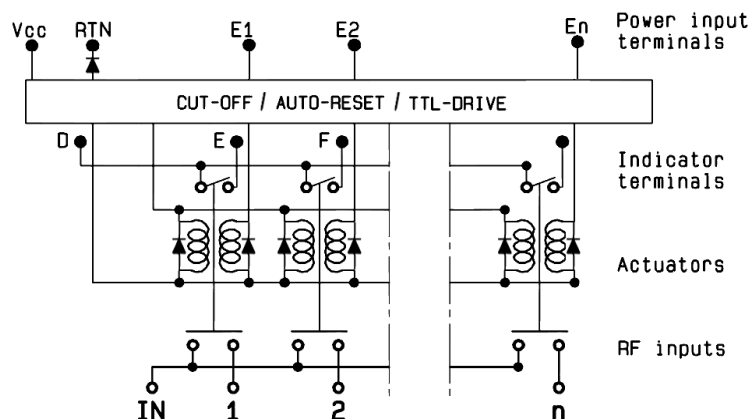 Vcc RTN E1 E2 En Power input
terminals
CUT-OFF / AUTO-RESET / TTL-DRIVE
D E F
Indicator
terminals
Actuators
RF inputs
IN 1 2 n